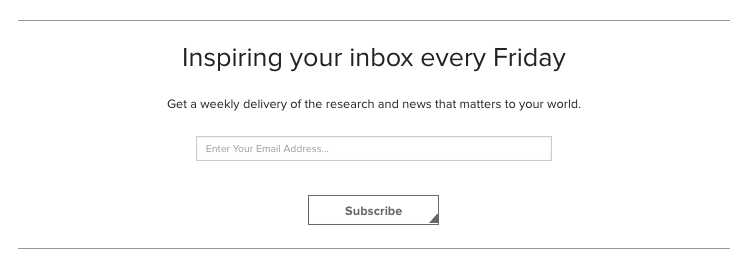 Inspiring your inbox every Friday
Get a weekly delivery of the research and news that matters to your world.
Enter Your Email Address...
Subscribe